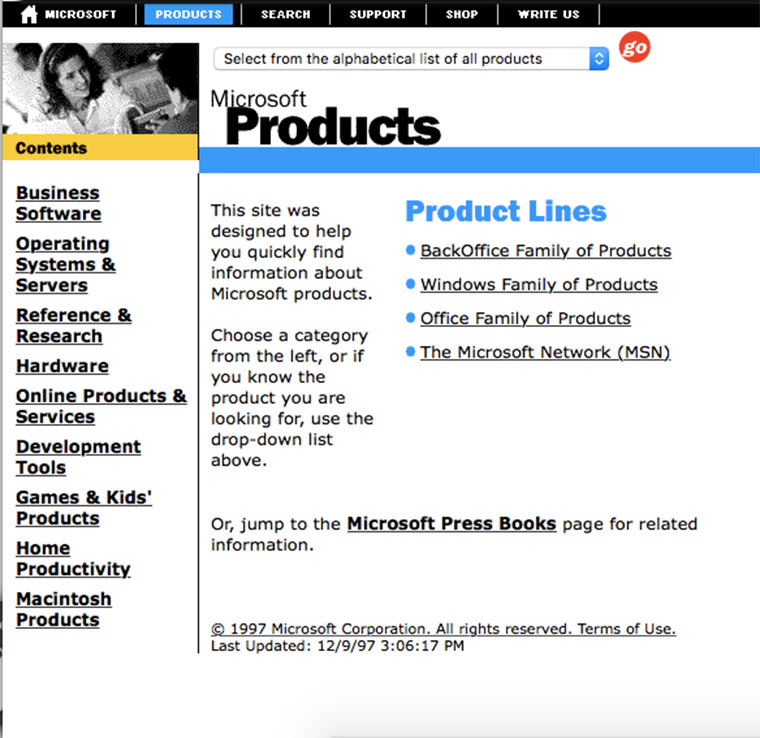 MICROSOFT
PRODUCTS
SEARCH
SUPPORT
SHOP
WRITE US
Select from the alphabetical list of all products
go
Microsoft
Products
Contents
Business
Software
Operating
Systems &
Servers
Reference &
Research
Hardware
Online Products &
Services
Development
Tools
Games & Kids'
Products
Home
Productivity
Macintosh
Products
This site was
designed to help
you quickly find
information about
Microsoft products.
Choose a category
from the left, or if
you know the
product you are
looking for, use the
drop-down list
above.
Product Lines
BackOffice Family of Products
Windows Family of Products
Office Family of Products
The Microsoft Network (MSN)
Or, jump to the Microsoft Press Books page for related
information.
© 1997 Microsoft Corporation. All rights reserved. Terms of Use.
Last Updated: 12/9/97 3:06:17 PM